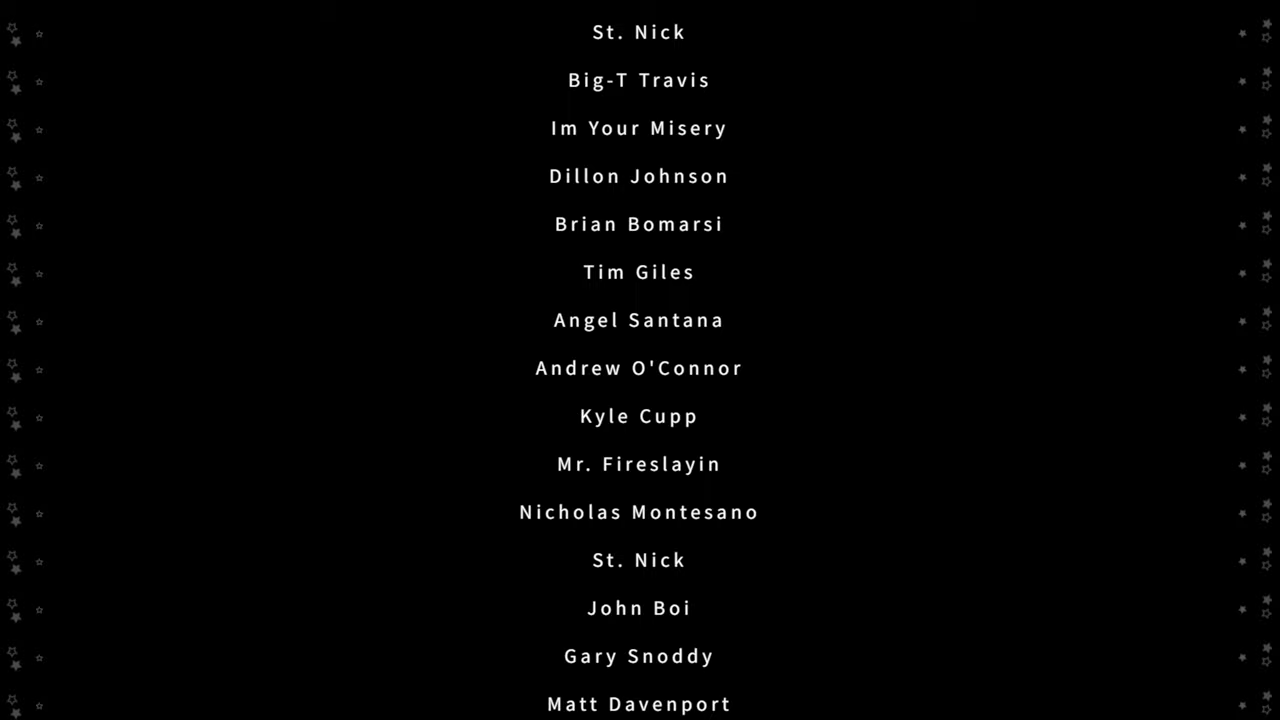 St. Nick
Big-T Travis
Im Your Misery
Dillon Johnson
Brian Bomarsi
Tim Giles
Angel Santana
Andrew O'Connor
Kyle Cupp
Mr. Fireslayin
Nicholas Montesano
St. Nick
John Boi
Gary Snoddy
Matt Davenport